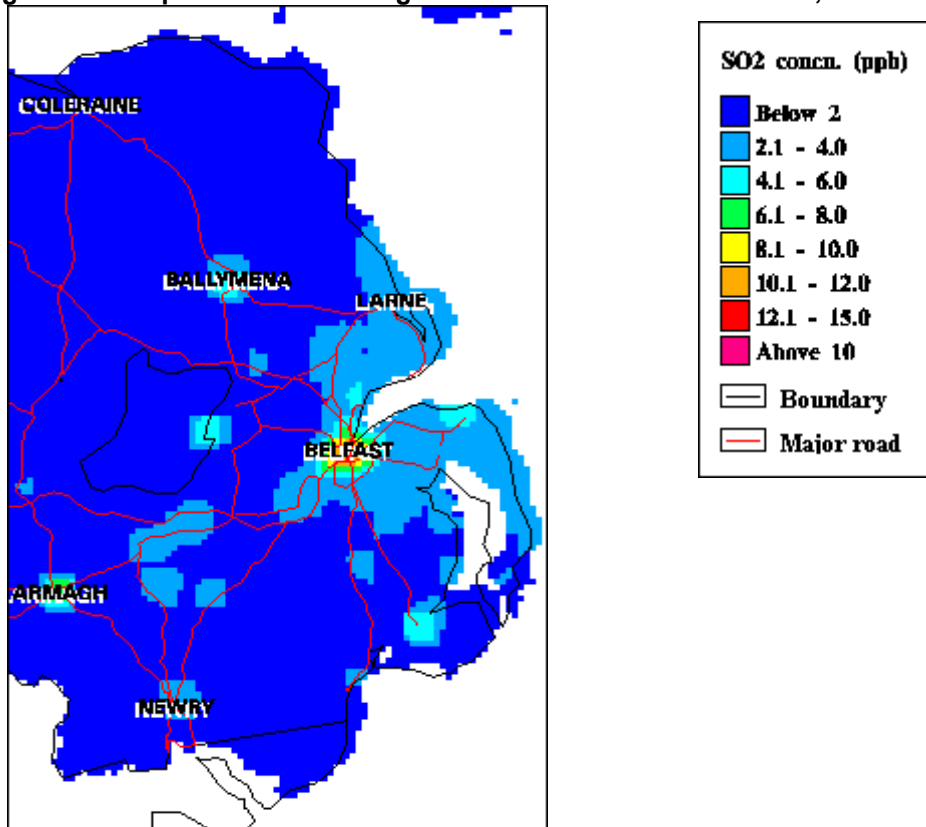 COLERAINE
BALLYMENA
LARNE
BELFAST
ARMAGH
NEWRY
SO2 concn. (ppb)
Below 2
2.1 - 4.0
4.1 - 6.0
6.1 - 8.0
8.1 - 10.0
10.1 - 12.0
12.1 - 15.0
Above 10
Boundary
Major road